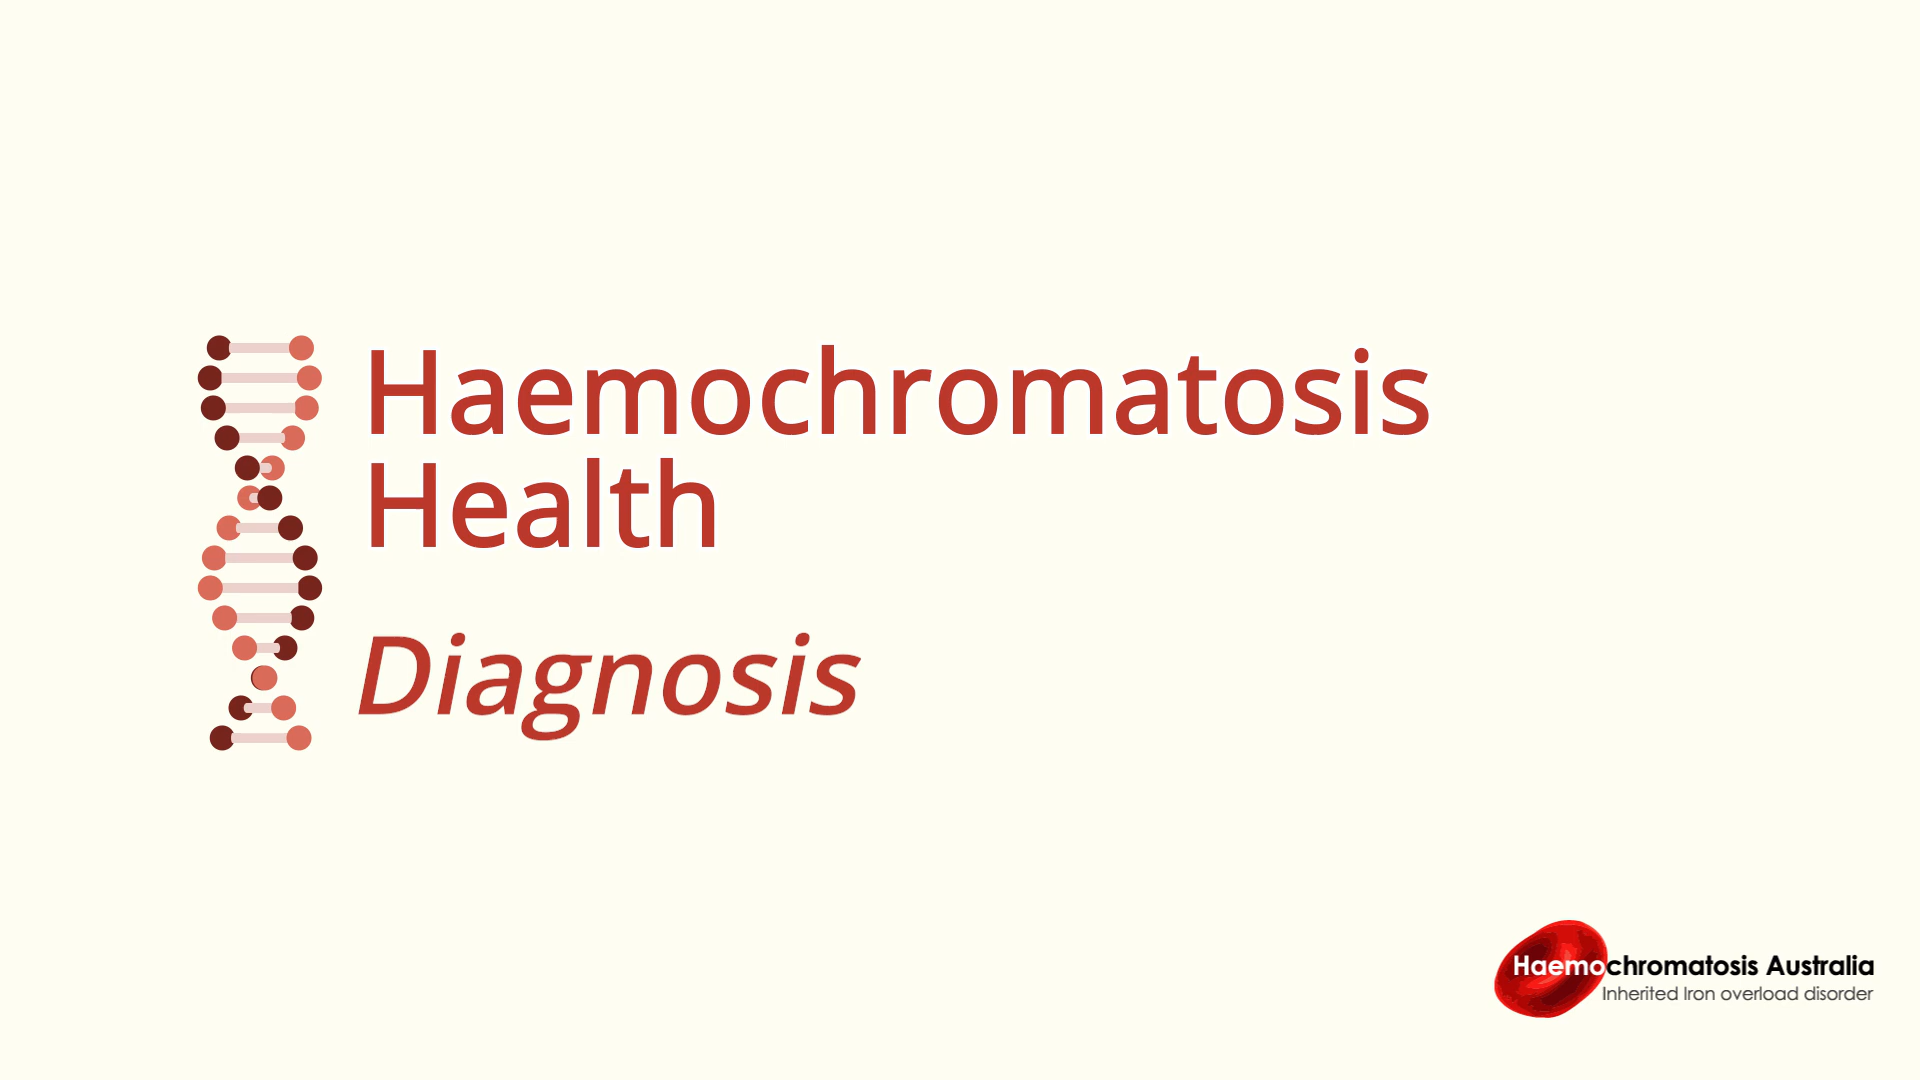 Haemochromatosis
Health
Diagnosis
Haemochromatosis Australia
Inherited Iron overload disorder